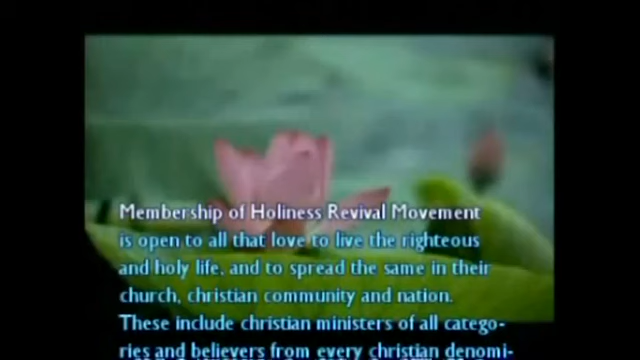 Membership of Holiness Revival Movement
is open to all that love to live the righteous
and holy life, and to spread the same in their
church, christian community and nation.
These include christian ministers of all catego-
ries and believers from every christian denomi-